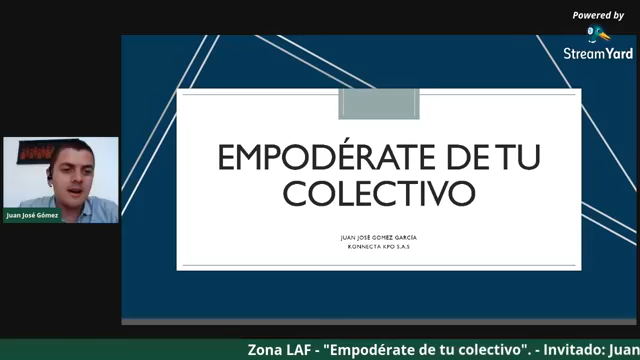 Powered by
StreamYard
EMPODÉRATE DE TU
COLECTIVO
JUAN JOSÉ GÓMEZ GARCÍA
KONNECTA KPO S.A.S
Juan José Gómez
Zona LAF - "Empodérate de tu colectivo". - Invitado: Juan